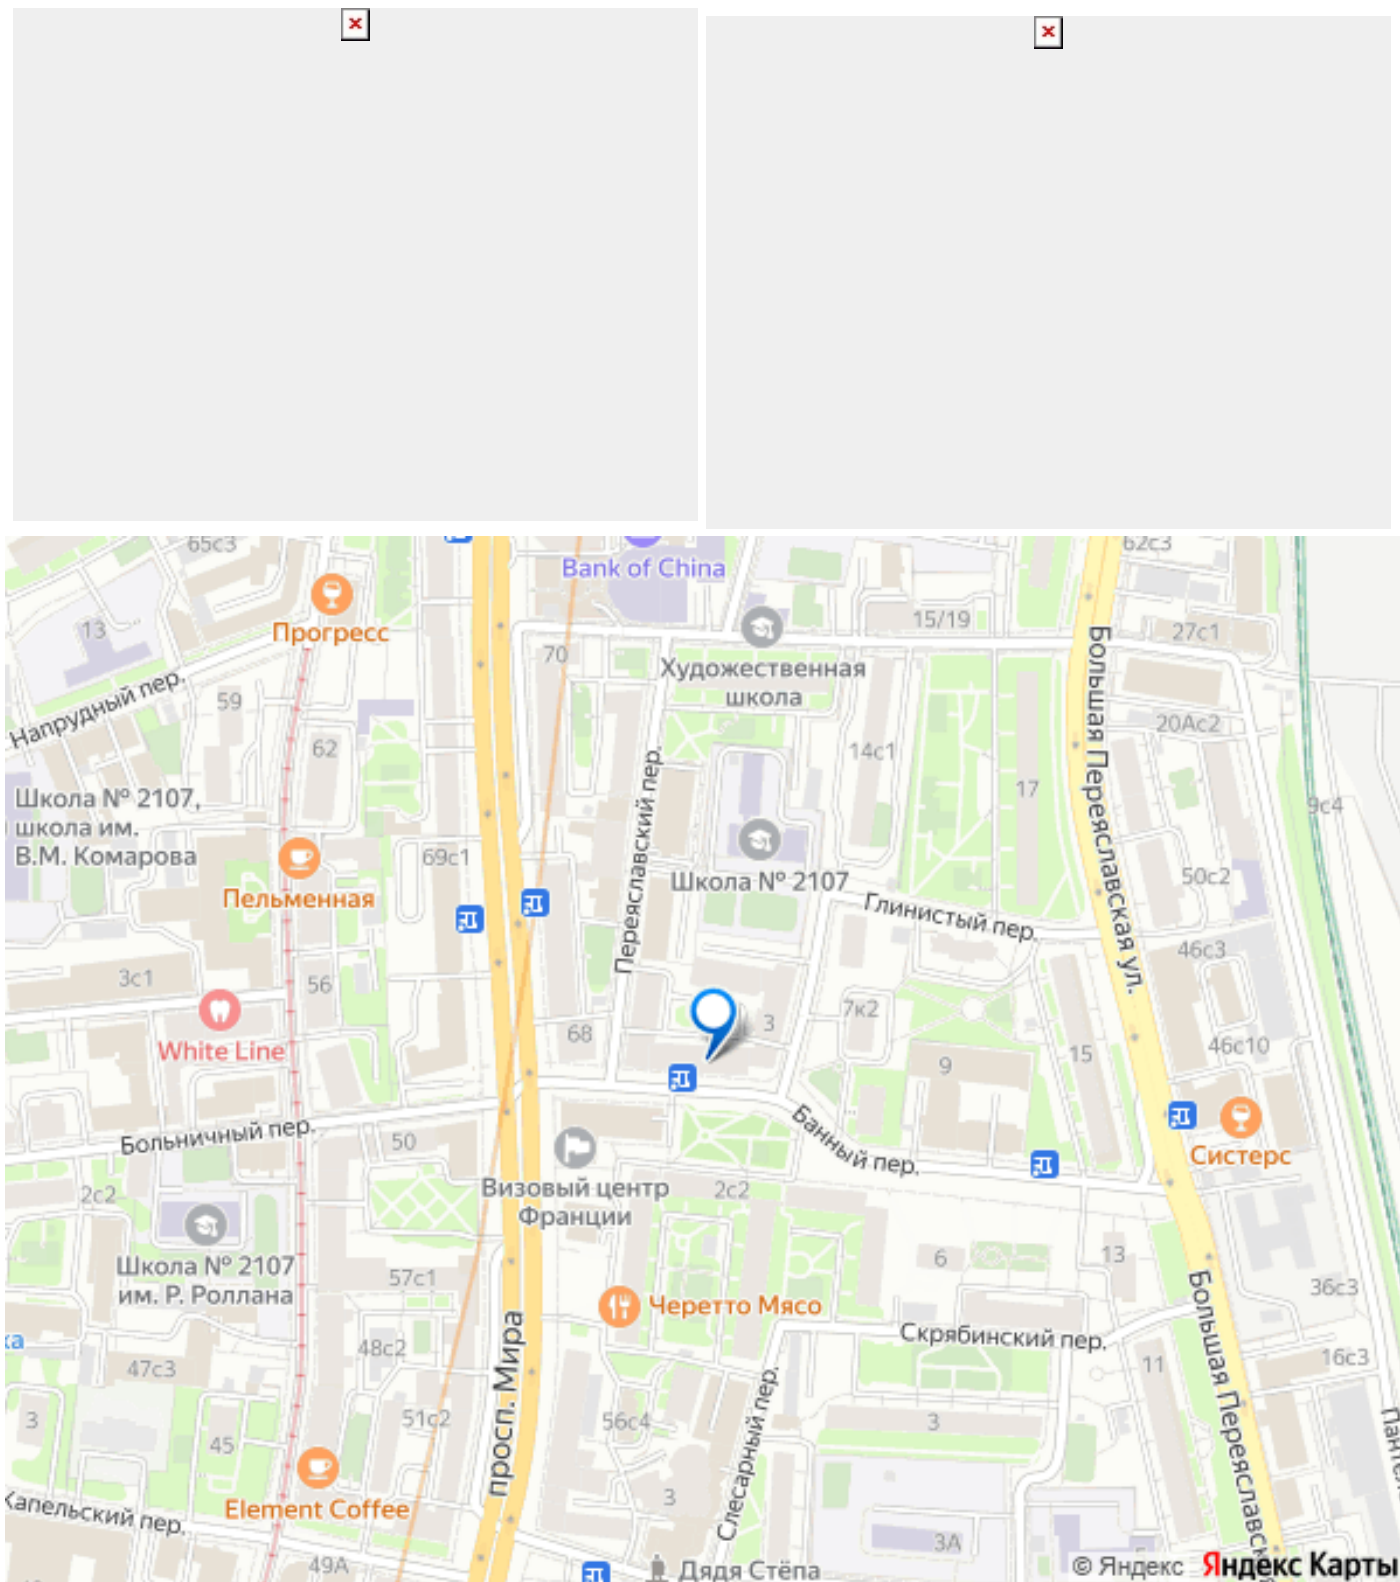 65с3
Bank of China
62с3
13
Прогресс
15/19
27с1
70
Художественная
школа
Напрудный пер.
59
62
20Ас2
14с1
17
Переяславский пер.
Большая Переяславская ул.
Школа № 2107,
школа им.
В.М. Комарова
9с4
69с1
Школа № 2107
50с2
Пельменная
Глинистый пер.
46с3
3с1
56
White Line
68
3
7к2
15
46с10
9
Больничный пер.
50
Банный пер.
Систерс
Визовый центр
Франции
2с2
2с2
Школа № 2107
им. Р. Роллана
57с1
6
13
36с3
Черетто Мясо
Скрябинский пер.
Большая Переяславск
ка
47с3
48с2
11
16с3
3
45
51с2
просп. Мира
56с4
Слесарный пер.
3
Element Coffee
3
Капельский пер.
49А
3А
Дядя Стёпа
© Яндекс Яндекс Карты